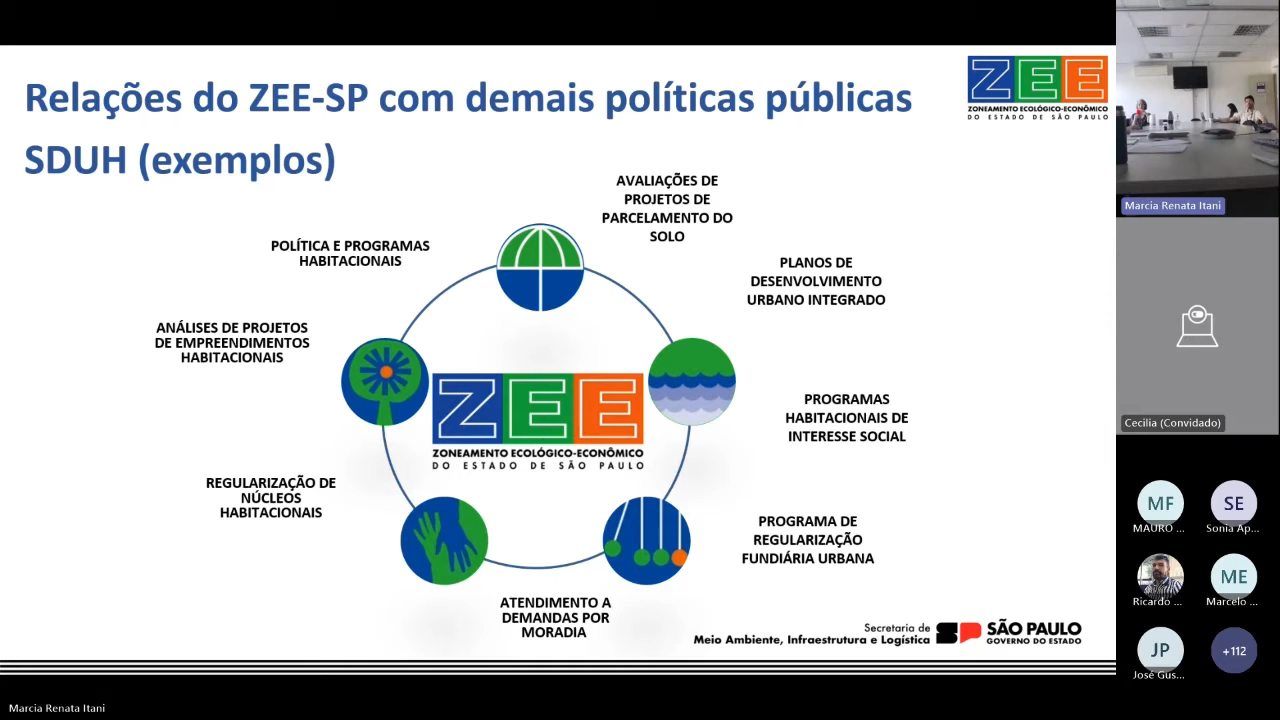 Relações do ZEE-SP com demais políticas públicas
SDUH (exemplos)
ZEE
ZONEAMENTO ECOLÓGICO-ECONÔMICO
DO ESTADO DE SÃO PAULO
AVALIAÇÕES DE
PROJETOS DE
PARCELAMENTO DO
SOLO
POLÍTICA E PROGRAMAS
HABITACIONAIS
PLANOS DE
DESENVOLVIMENTO
URBANO INTEGRADO
ANÁLISES DE PROJETOS
DE EMPREENDIMENTOS
HABITACIONAIS
ZEE
ZONEAMENTO ECOLÓGICO-ECONÔMICO
DO ESTADO DE SÃO PAULO
PROGRAMAS
HABITACIONAIS DE
INTERESSE SOCIAL
REGULARIZAÇÃO DE
NÚCLEOS
HABITACIONAIS
PROGRAMA DE
REGULARIZAÇÃO
FUNDIÁRIA URBANA
ATENDIMENTO A
DEMANDAS POR
MORADIA
Secretaria de
Meio Ambiente, Infraestrutura e Logística
SP
SÃO PAULO
GOVERNO DO ESTADO
Marcia Renata Itani
Cecilia (Convidado)
MF
MAURO ...
SE
Sonia Ap...
Ricardo ...
ME
Marcelo ...
JP
José Gus...
+112
Marcia Renata Itani